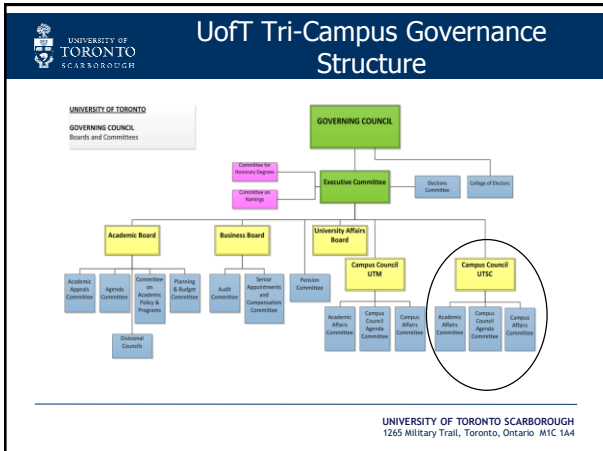 UNIVERSITY OF
TORONTO
SCARBOROUGH
UofT Tri-Campus Governance
Structure
UNIVERSITY OF TORONTO
GOVERNING COUNCIL
Boards and Committees
GOVERNING COUNCIL
Committee for
Honorary Degrees
Committee on
Namings
Executive Committee
Elections
Committee
College of Electors
Academic Board
Business Board
University Affairs
Board
Campus Council
UTM
Campus Council
UTSC
Academic
Appeals
Committee
Agenda
Committee
Committee
on
Academic
Policy &
Programs
Planning
& Budget
Committee
Divisional
Councils
Audit
Committee
Senior
Appointments
and
Compensation
Committee
Pension
Committee
Academic
Affairs
Committee
Campus
Council
Agenda
Committee
Campus
Affairs
Committee
Academic
Affairs
Committee
Campus
Council
Agenda
Committee
Campus
Affairs
Committee
UNIVERSITY OF TORONTO SCARBOROUGH
1265 Military Trail, Toronto, Ontario M1C 1A4